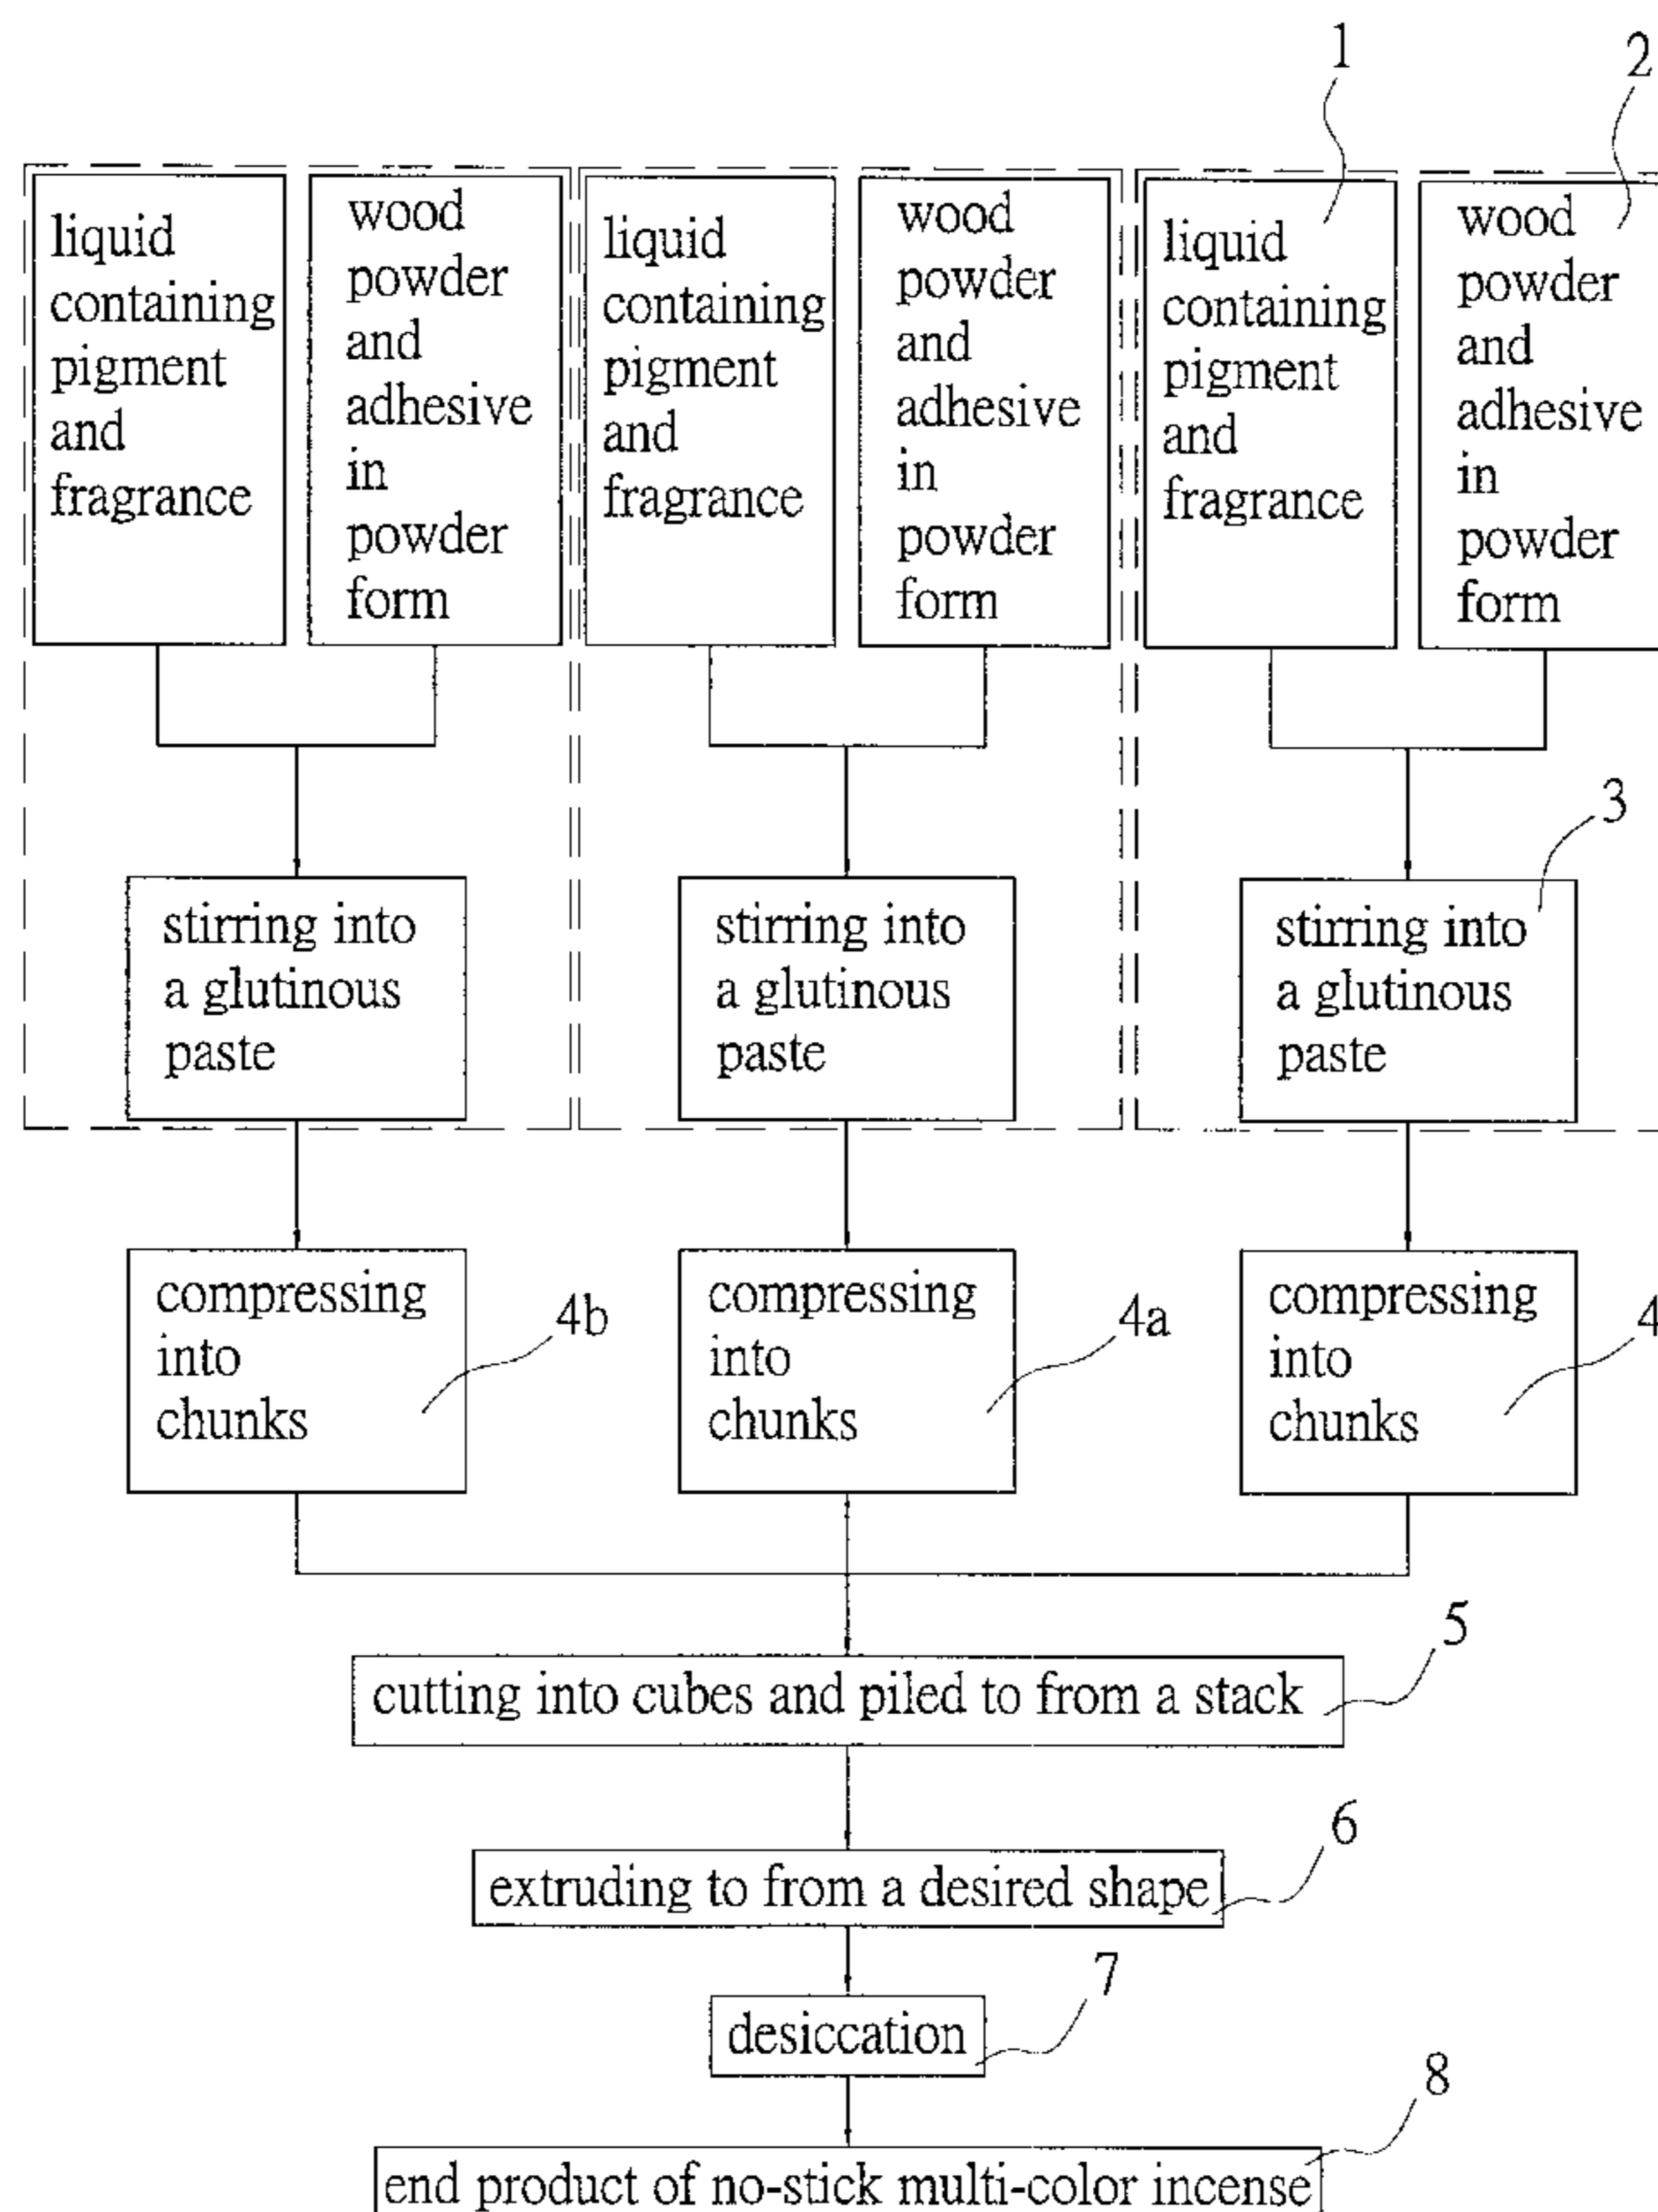 1
2
liquid
containing
pigment
and
fragrance
wood
powder
and
adhesive
in
powder
form
liquid
containing
pigment
and
fragrance
wood
powder
and
adhesive
in
powder
form
liquid
containing
pigment
and
fragrance
wood
powder
and
adhesive
in
powder
form
3
stirring into
a glutinous
paste
stirring into
a glutinous
paste
stirring into
a glutinous
paste
compressing
into
chunks
4b
compressing
into
chunks
4a
compressing
into
chunks
4
5
cutting into cubes and piled to from a stack
6
extruding to from a desired shape
7
desiccation
8
end product of no-stick multi-color incense